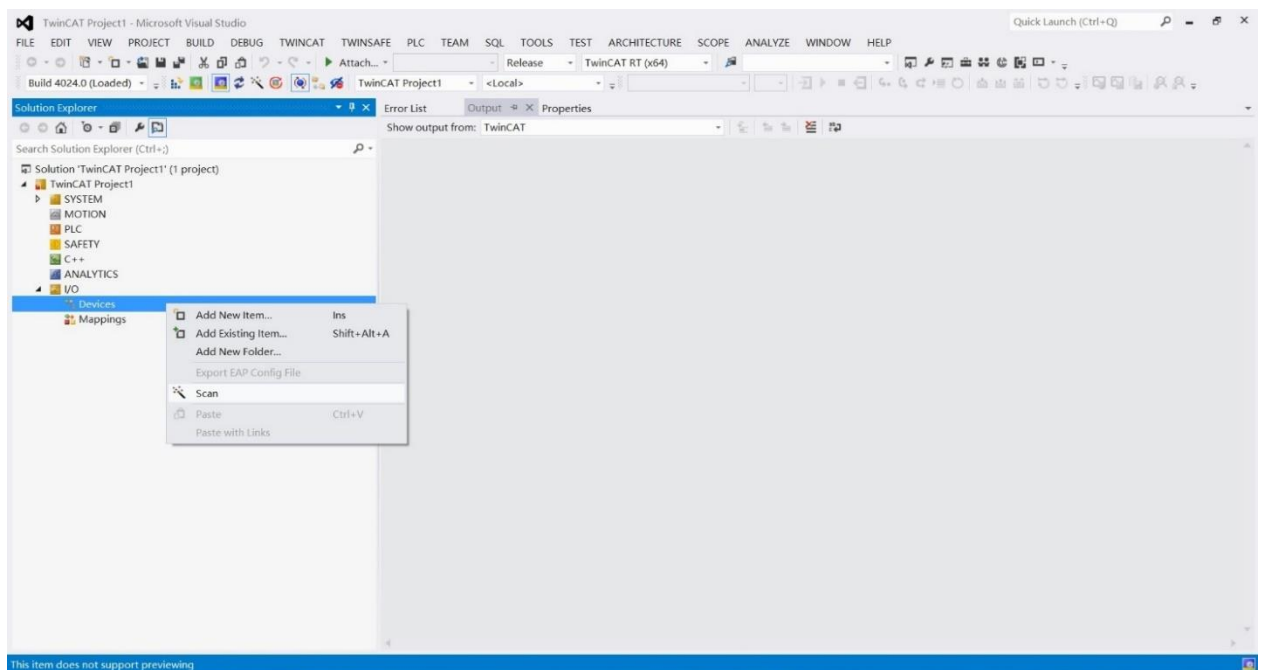 TwinCAT Project1 - Microsoft Visual Studio
Quick Launch (Ctrl+Q)
FILE EDIT VIEW PROJECT BUILD DEBUG TWINCAT TWINSAFE PLC TEAM SQL TOOLS TEST ARCHITECTURE SCOPE ANALYZE WINDOW HELP
Attach... Release TwinCAT RT (x64)
Build 4024.0 (Loaded) TwinCAT Project1 <Local>
Solution Explorer
Error List Output Properties
Show output from: TwinCAT
Search Solution Explorer (Ctrl+;)
Solution 'TwinCAT Project1' (1 project)
TwinCAT Project1
SYSTEM
MOTION
PLC
SAFETY
C++
ANALYTICS
I/O
Devices
Mappings
Add New Item... Ins
Add Existing Item... Shift+Alt+A
Add New Folder...
Export EAP Config File
Scan
Paste Ctrl+V
Paste with Links
This item does not support previewing